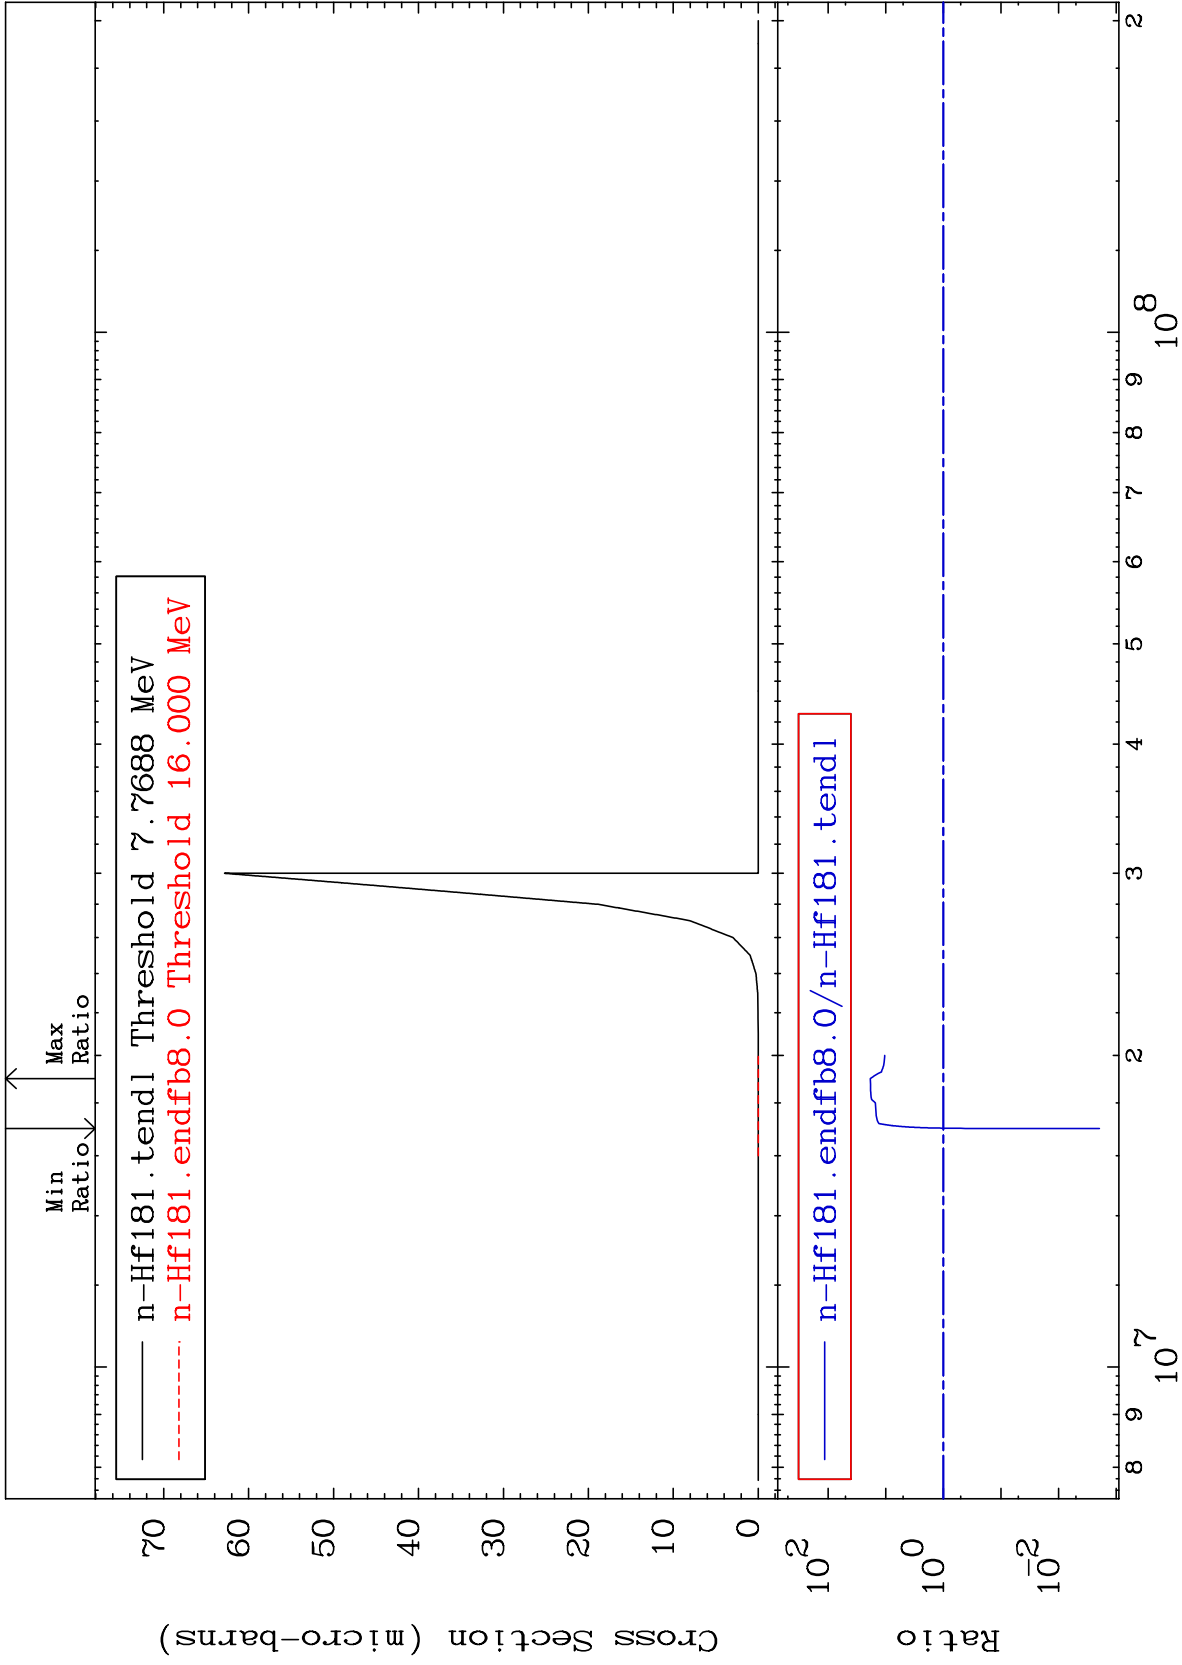 Min
Ratio
Max
Ratio
n-Hf181.tendl Threshold 7.7688 MeV
n-Hf181.endfb8.0 Threshold 16.000 MeV
Cross Section (micro-barns)
70
60
50
40
30
20
10
0
n-Hf181.endfb8.0/n-Hf181.tendl
Ratio
10^2
10^0
10^-2
8 9 10^7 2 3 4 5 6 7 8 9 10^8 2